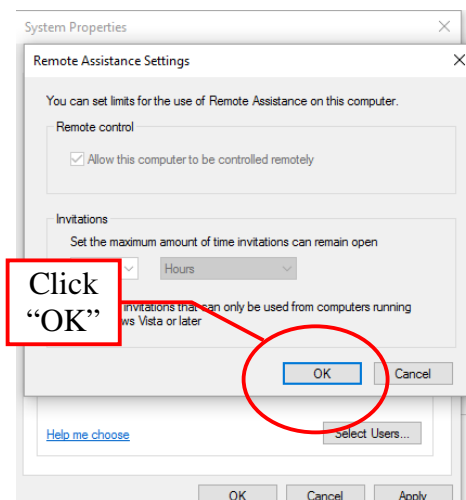 System Properties
Remote Assistance Settings
You can set limits for the use of Remote Assistance on this computer.
Remote control
Allow this computer to be controlled remotely
Invitations
Set the maximum amount of time invitations can remain open
Hours
Click
“OK”
invitations that can only be used from computers running
Vista or later
OK Cancel
Help me choose
Select Users...
OK Cancel Apply